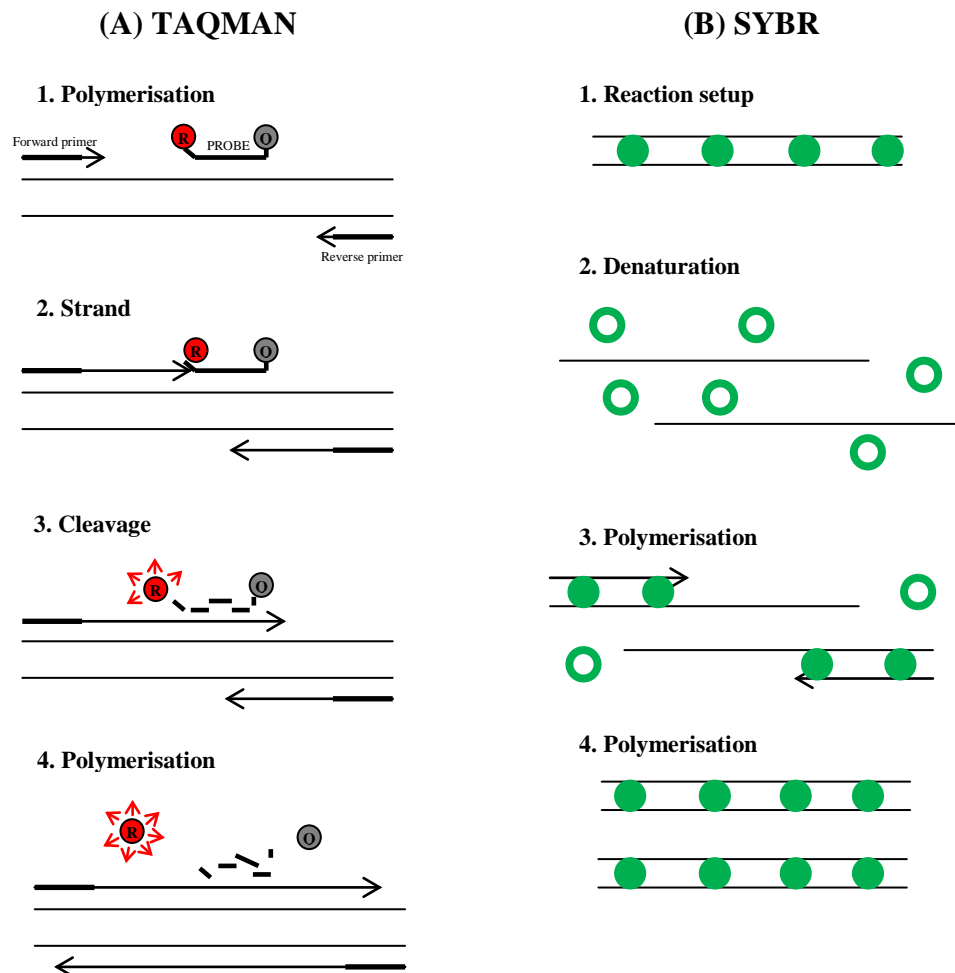 (A) TAQMAN
1. Polymerisation
Forward primer
R
PROBE
Q
Reverse primer
2. Strand
R
Q
3. Cleavage
R
Q
4. Polymerisation
R
Q
(B) SYBR
1. Reaction setup
2. Denaturation
3. Polymerisation
4. Polymerisation